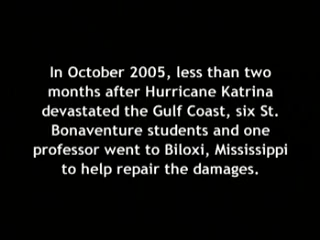 In October 2005, less than two
months after Hurricane Katrina
devastated the Gulf Coast, six St.
Bonaventure students and one
professor went to Biloxi, Mississippi
to help repair the damages.